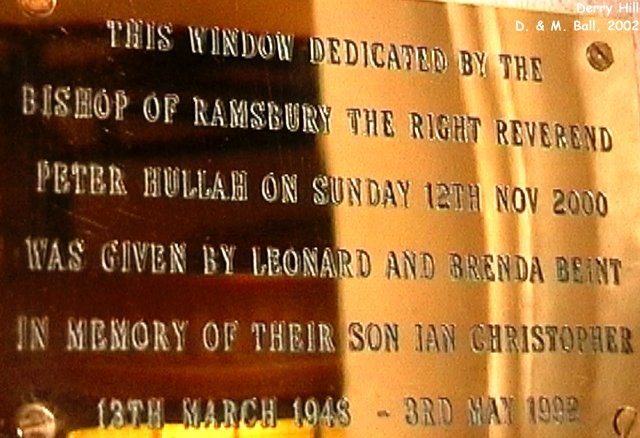 Derry Hill
D. & M. Ball, 2002
THIS WINDOW DEDICATED BY THE
BISHOP OF RAMSBURY THE RIGHT REVEREND
PETER HULLAH ON SUNDAY 12TH NOV 2000
WAS GIVEN BY LEONARD AND BRENDA BEINT
IN MEMORY OF THEIR SON IAN CHRISTOPHER
13TH MARCH 1948 - 3RD MAY